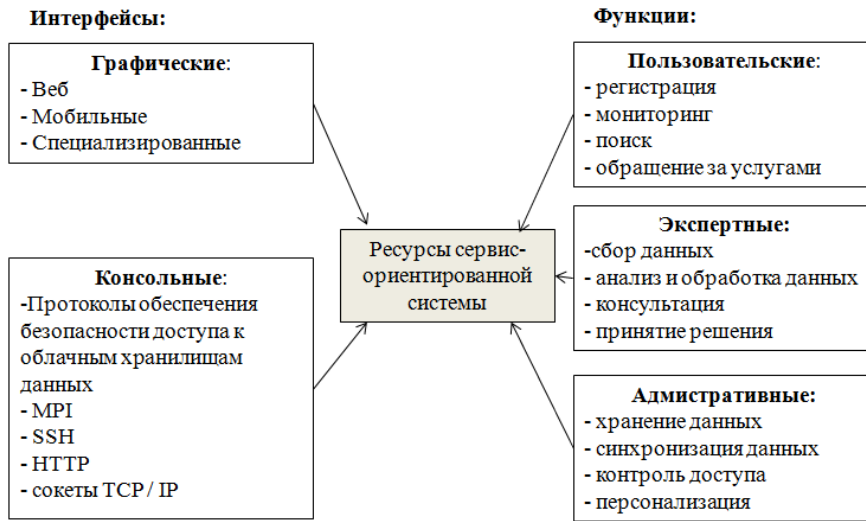 Интерфейсы:
Графические:
- Веб
- Мобильные
- Специализированные
Консольные:
-Протоколы обеспечения
безопасности доступа к
облачным хранилищам
данных
- MPI
- SSH
- HTTP
- сокеты TCP / IP
Ресурсы сервис-
ориентированной
системы
Функции:
Пользовательские:
- регистрация
- мониторинг
- поиск
- обращение за услугами
Экспертные:
-сбор данных
- анализ и обработка данных
- консультация
- принятие решения
Адмистративные:
- хранение данных
- синхронизация данных
- контроль доступа
- персонализация